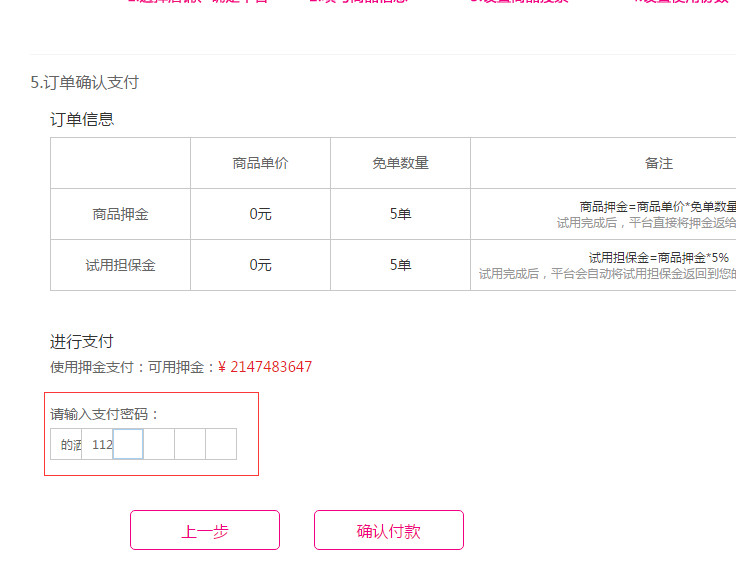 5.订单确认支付
订单信息
商品单价 免单数量 备注
商品押金 0元 5单 商品押金=商品单价*免单数量
试用完成后，平台直接将押金返给
试用担保金 0元 5单 试用担保金=商品押金*5%
试用完成后，平台会自动将试用担保金返回到您的
进行支付
使用押金支付：可用押金：¥ 2147483647
请输入支付密码：
的洒 112
上一步 确认付款